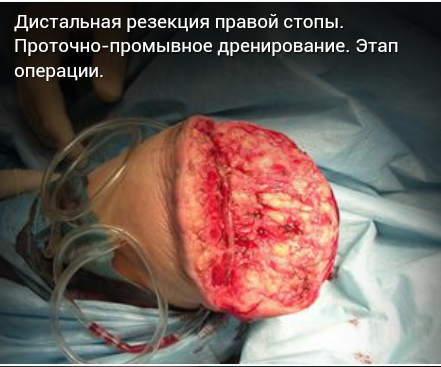 Дистальная резекция правой стопы.
Проточно-промывное дренирование. Этап
операции.